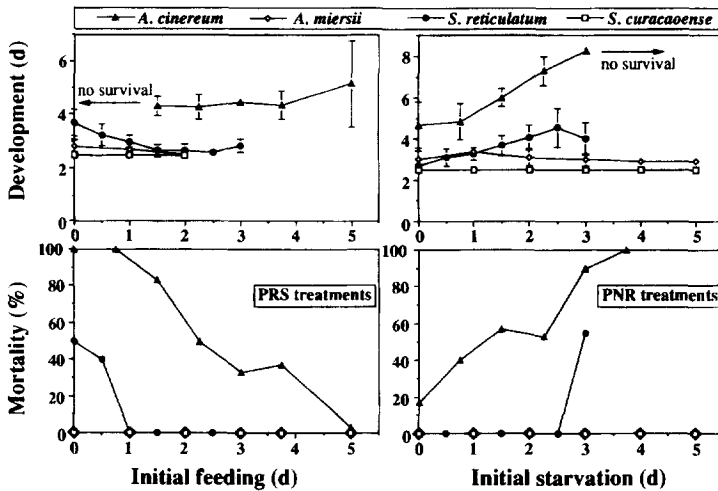 A. cinereum A. miersii S. reticulatum S. curacaoense
Development (d)
6
4
2
0
no survival
0 1 2 3 4 5
8
6
4
2
0
no survival
0 1 2 3 4 5
Mortality (%)
100
80
60
40
20
0
PRS treatments
0 1 2 3 4 5
Initial feeding (d)
100
80
60
40
20
0
PNR treatments
0 1 2 3 4 5
Initial starvation (d)